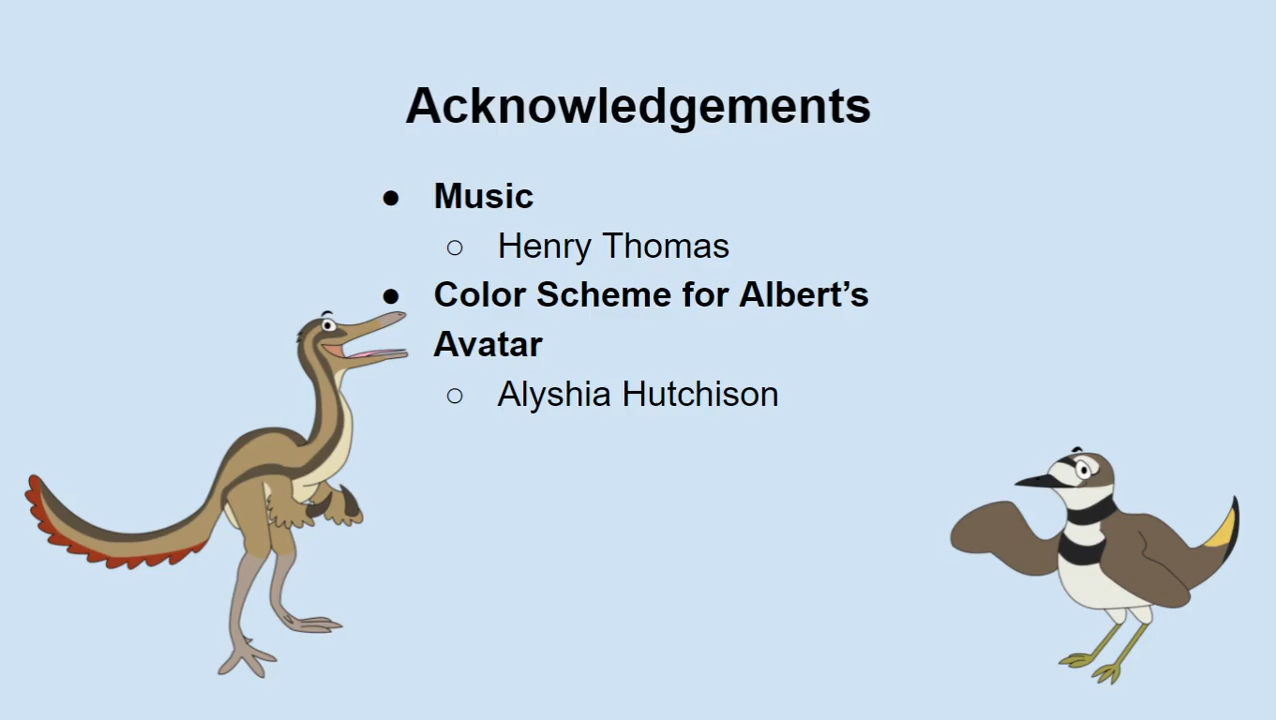 Acknowledgements
● Music
○ Henry Thomas
● Color Scheme for Albert’s
Avatar
○ Alyshia Hutchison